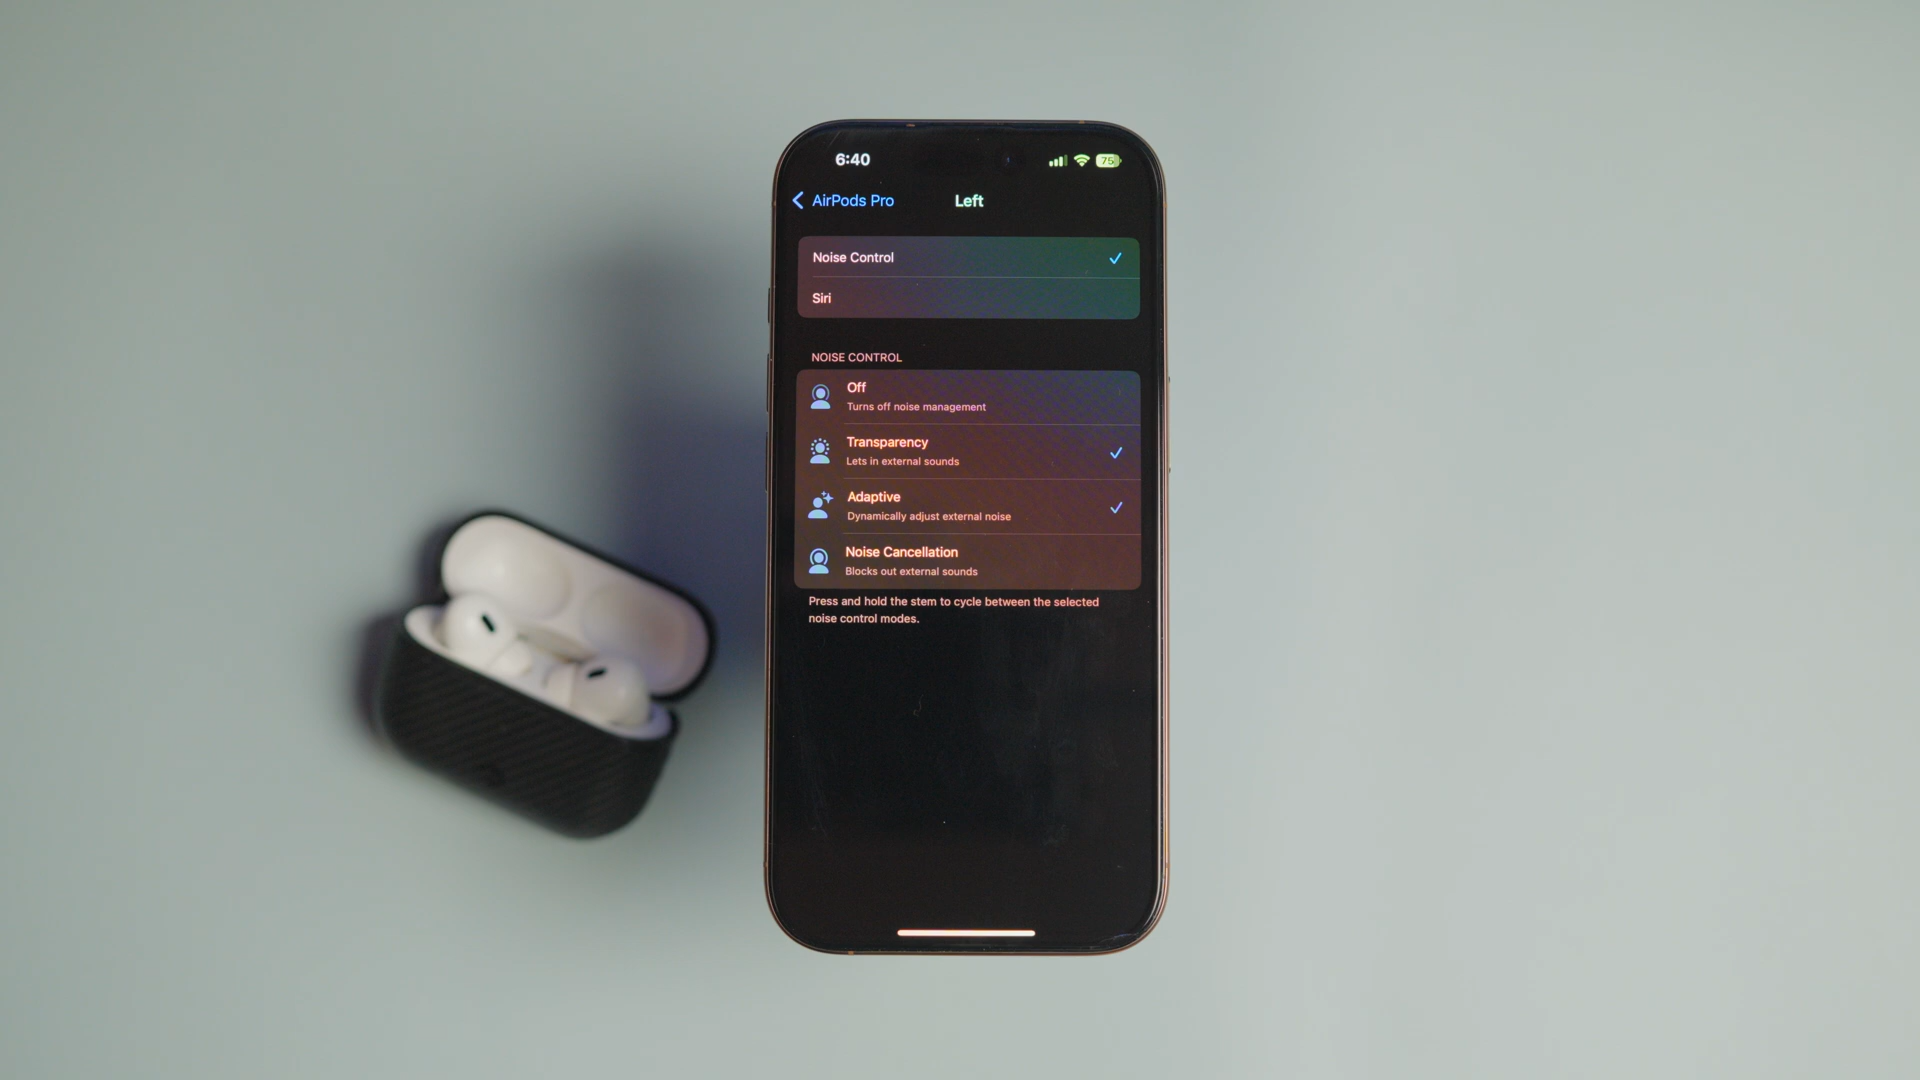 6:40
75
AirPods Pro
Left
Noise Control
Siri
NOISE CONTROL
Off
Turns off noise management
Transparency
Lets in external sounds
Adaptive
Dynamically adjust external noise
Noise Cancellation
Blocks out external sounds
Press and hold the stem to cycle between the selected
noise control modes.